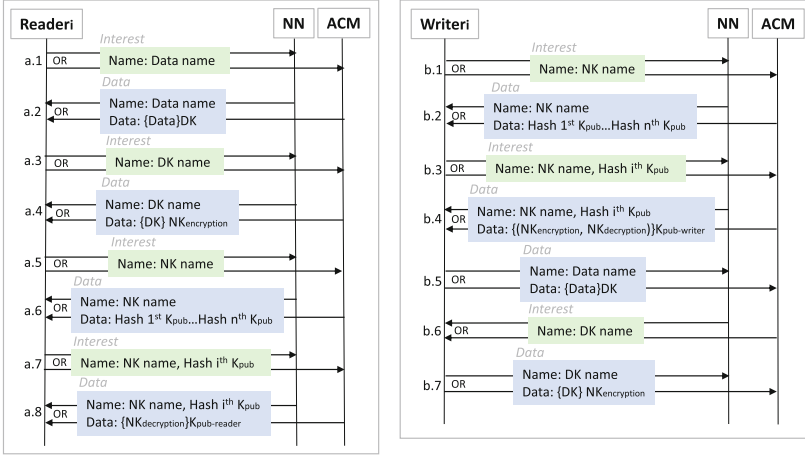 Readeri
NN
ACM
Interest
a.1
OR
Name: Data name
Data
a.2
OR
Name: Data name
Data: {Data}DK
a.3
OR
Interest
Name: DK name
Data
a.4
OR
Name: DK name
Data: {DK} NKencryption
Interest
a.5
OR
Name: NK name
Data
a.6
OR
Name: NK name
Data: Hash 1st Kpub...Hash nth Kpub
Interest
a.7
OR
Name: NK name, Hash ith Kpub
Data
a.8
OR
Name: NK name, Hash ith Kpub
Data: {NKdecryption}Kpub-reader
Writeri
NN
ACM
Interest
b.1
OR
Name: NK name
Data
b.2
OR
Name: NK name
Data: Hash 1st Kpub...Hash nth Kpub
Interest
b.3
OR
Name: NK name, Hash ith Kpub
Data
b.4
OR
Name: NK name, Hash ith Kpub
Data: {(NKencryption, NKdecryption)}Kpub-writer
Data
b.5
OR
Name: Data name
Data: {Data}DK
Interest
b.6
OR
Name: DK name
Data
b.7
OR
Name: DK name
Data: {DK} NKencryption